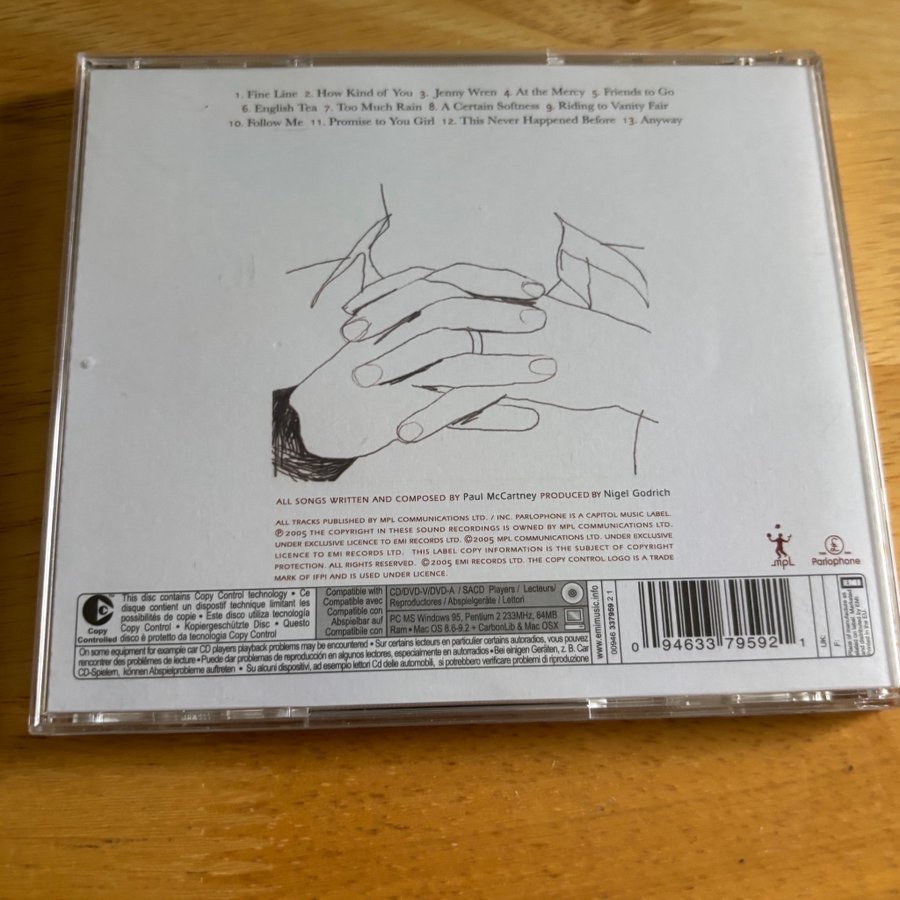 1. Fine Line 2. How Kind of You 3. Jenny Wren 4. At the Mercy 5. Friends to Go
6. English Tea 7. Too Much Rain 8. A Certain Softness 9. Riding to Vanity Fair
10. Follow Me 11. Promise to You Girl 12. This Never Happened Before 13. Anyway
ALL SONGS WRITTEN AND COMPOSED BY Paul McCartney PRODUCED BY Nigel Godrich
ALL TRACKS PUBLISHED BY MPL COMMUNICATIONS LTD. / INC. PARLOPHONE IS A CAPITOL MUSIC LABEL.
℗ 2005 THE COPYRIGHT IN THESE SOUND RECORDINGS IS OWNED BY MPL COMMUNICATIONS LTD.
UNDER EXCLUSIVE LICENCE TO EMI RECORDS LTD. ©2005 MPL COMMUNICATIONS LTD. UNDER EXCLUSIVE
LICENCE TO EMI RECORDS LTD. THIS LABEL COPY INFORMATION IS THE SUBJECT OF COPYRIGHT
PROTECTION. ALL RIGHTS RESERVED. ©2005 EMI RECORDS LTD. THE COPY CONTROL LOGO IS A TRADE
MARK OF IFPI AND IS USED UNDER LICENCE.
mpL
£
Parlophone
Copy
Controlled
This disc contains Copy Control technology • Ce
disque contient un dispositif technique limitant les
possibilités de copie • Este disco utiliza tecnología
Copy Control • Kopiergeschützte Disc • Questo
disco è protetto da tecnologia Copy Control
Compatible with
Compatible avec
Compatible con
Abspielbar auf
Compatibile con
CD/DVD-V/DVD-A / SACD Players / Lecteurs/
Reproductores / Abspielgeräte / Lettori
PC MS Windows 95, Pentium 2 233MHz, 64MB
Ram • Mac OS 8.6-9.2 + CarbonLib & Mac OSX
On some equipment for example car CD players playback problems may be encountered • Sur certains lecteurs en particulier certains autoradios, vous pouvez
rencontrer des problèmes de lecture • Puede dar problemas de reproducción en algunos lectores, especialmente en autorradios • Bei einigen Geräten, z. B. Car
CD-Spielern, können Abspielprobleme auftreten • Su alcuni dispositivi, ad esempio lettori Cd delle automobili, si potrebbero verificare problemi di riproduzione
www.emimusic.info
00946 337959 2 1
0 94633 79592 1
UK:
F:
EMI